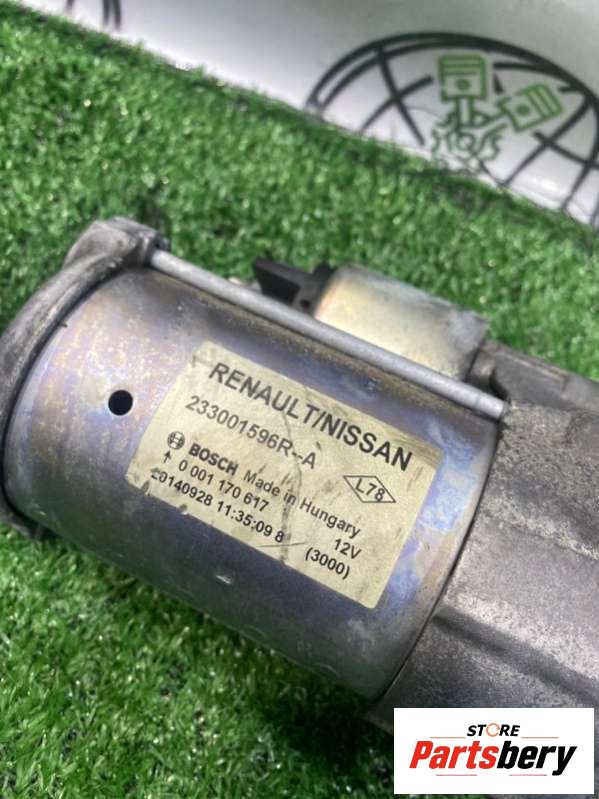 RENAULT/NISSAN
233001596R--A
BOSCH Made in Hungary
L78
0 001 170 617 12V
20140928 11:35:09 8 (3000)
STORE
Partsbery